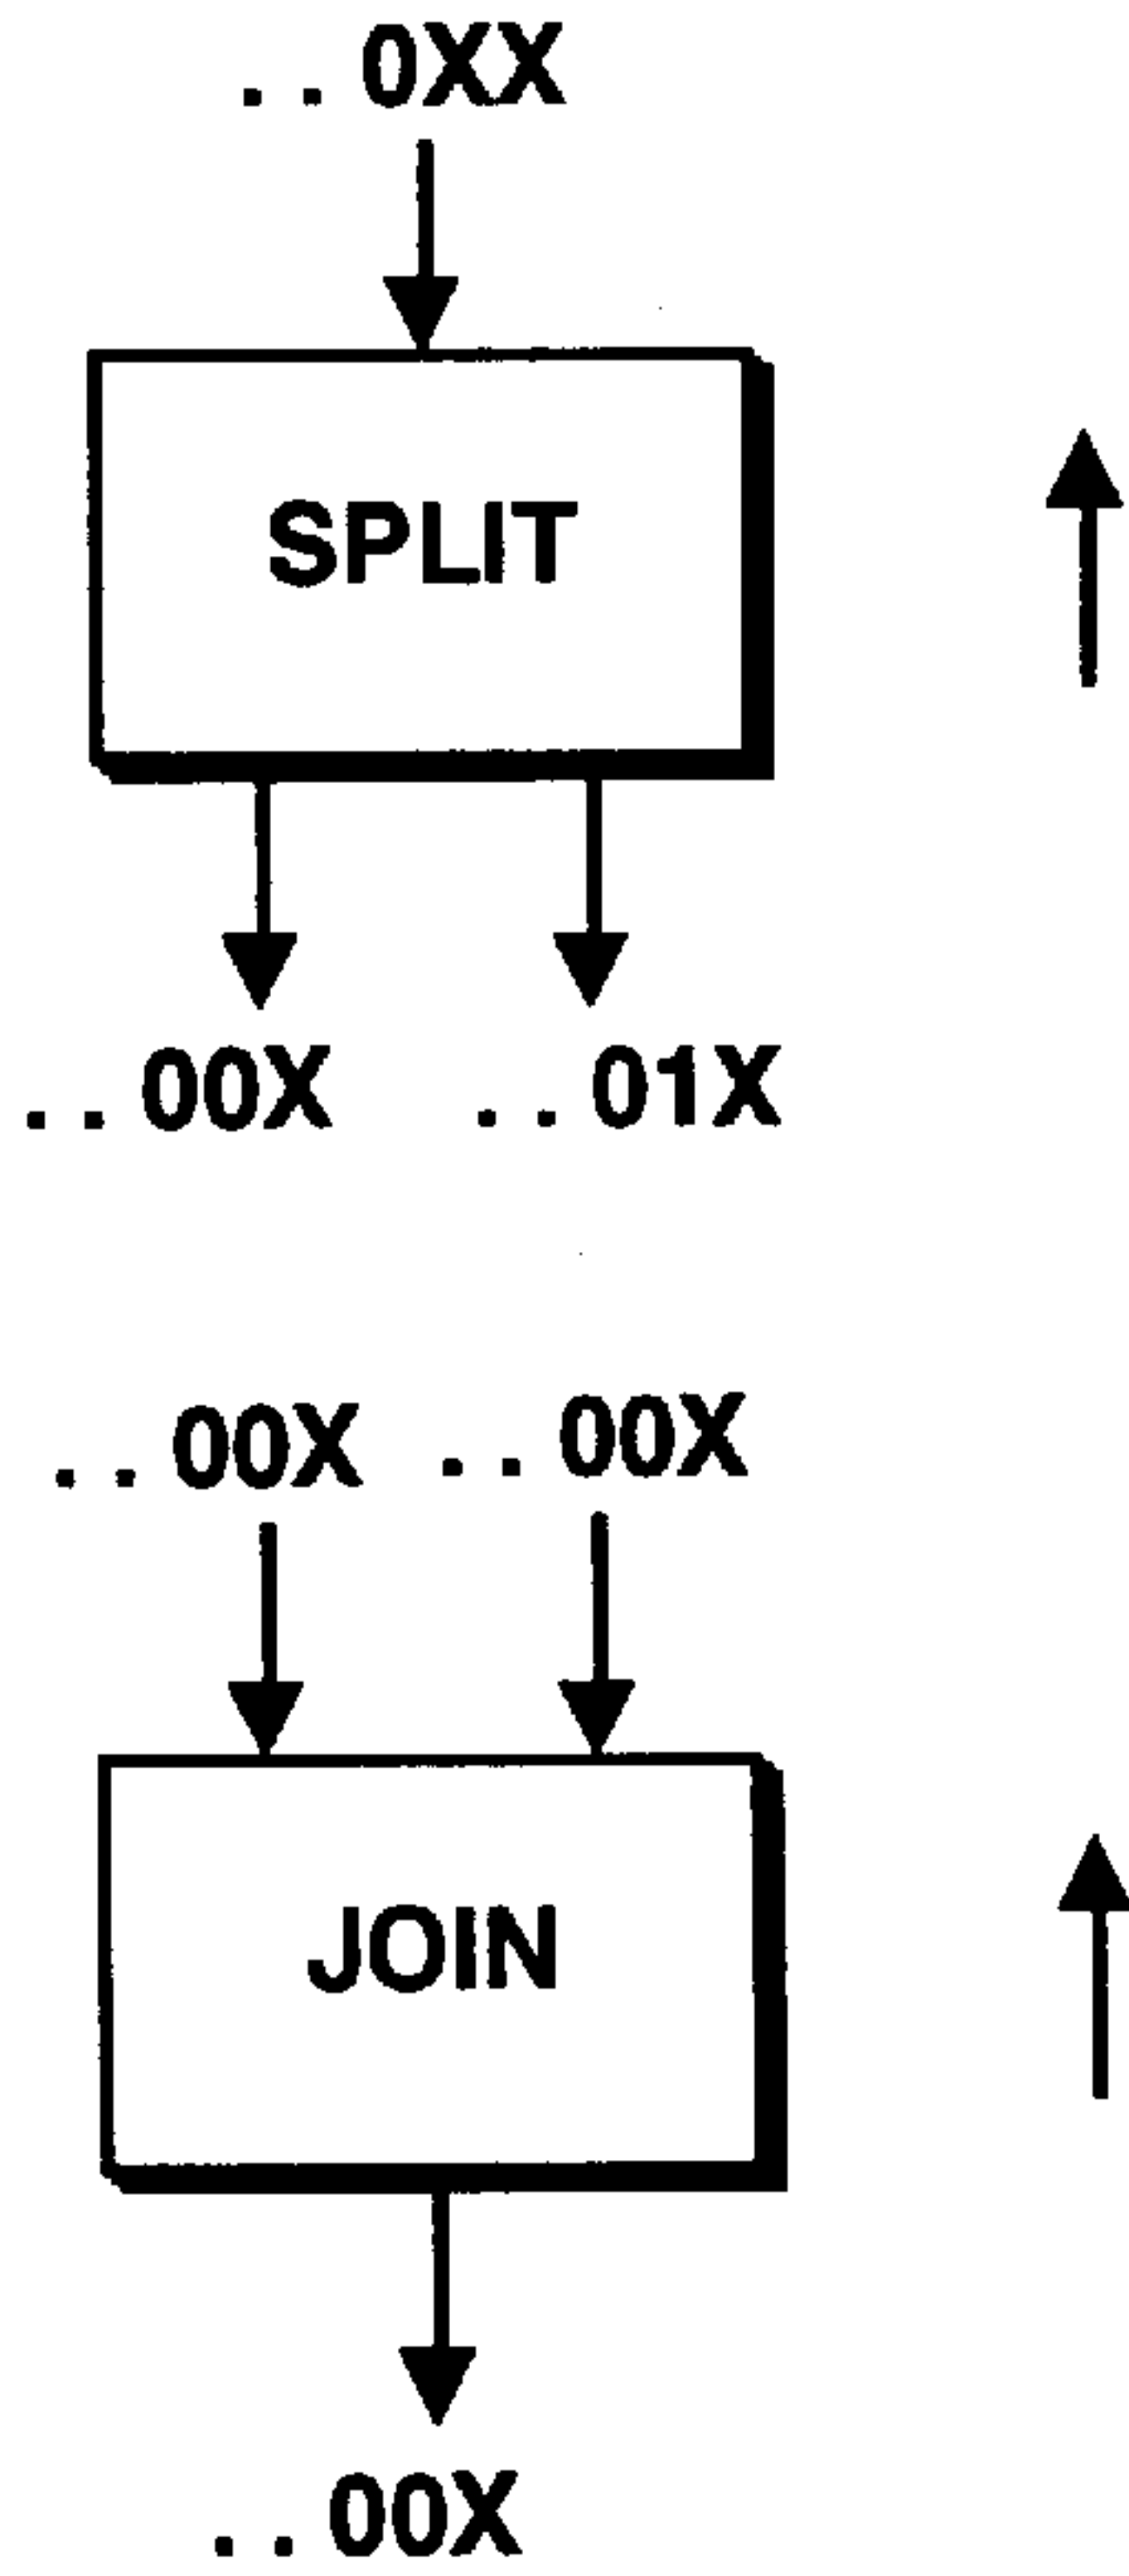 . . 0XX
SPLIT
. . 00X . . 01X
. . 00X . . 00X
JOIN
. . 00X